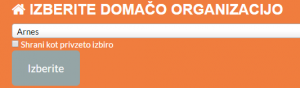 IZBERITE DOMAČO ORGANIZACIJO
Arnes
Shrani kot privzeto izbiro
Izberite